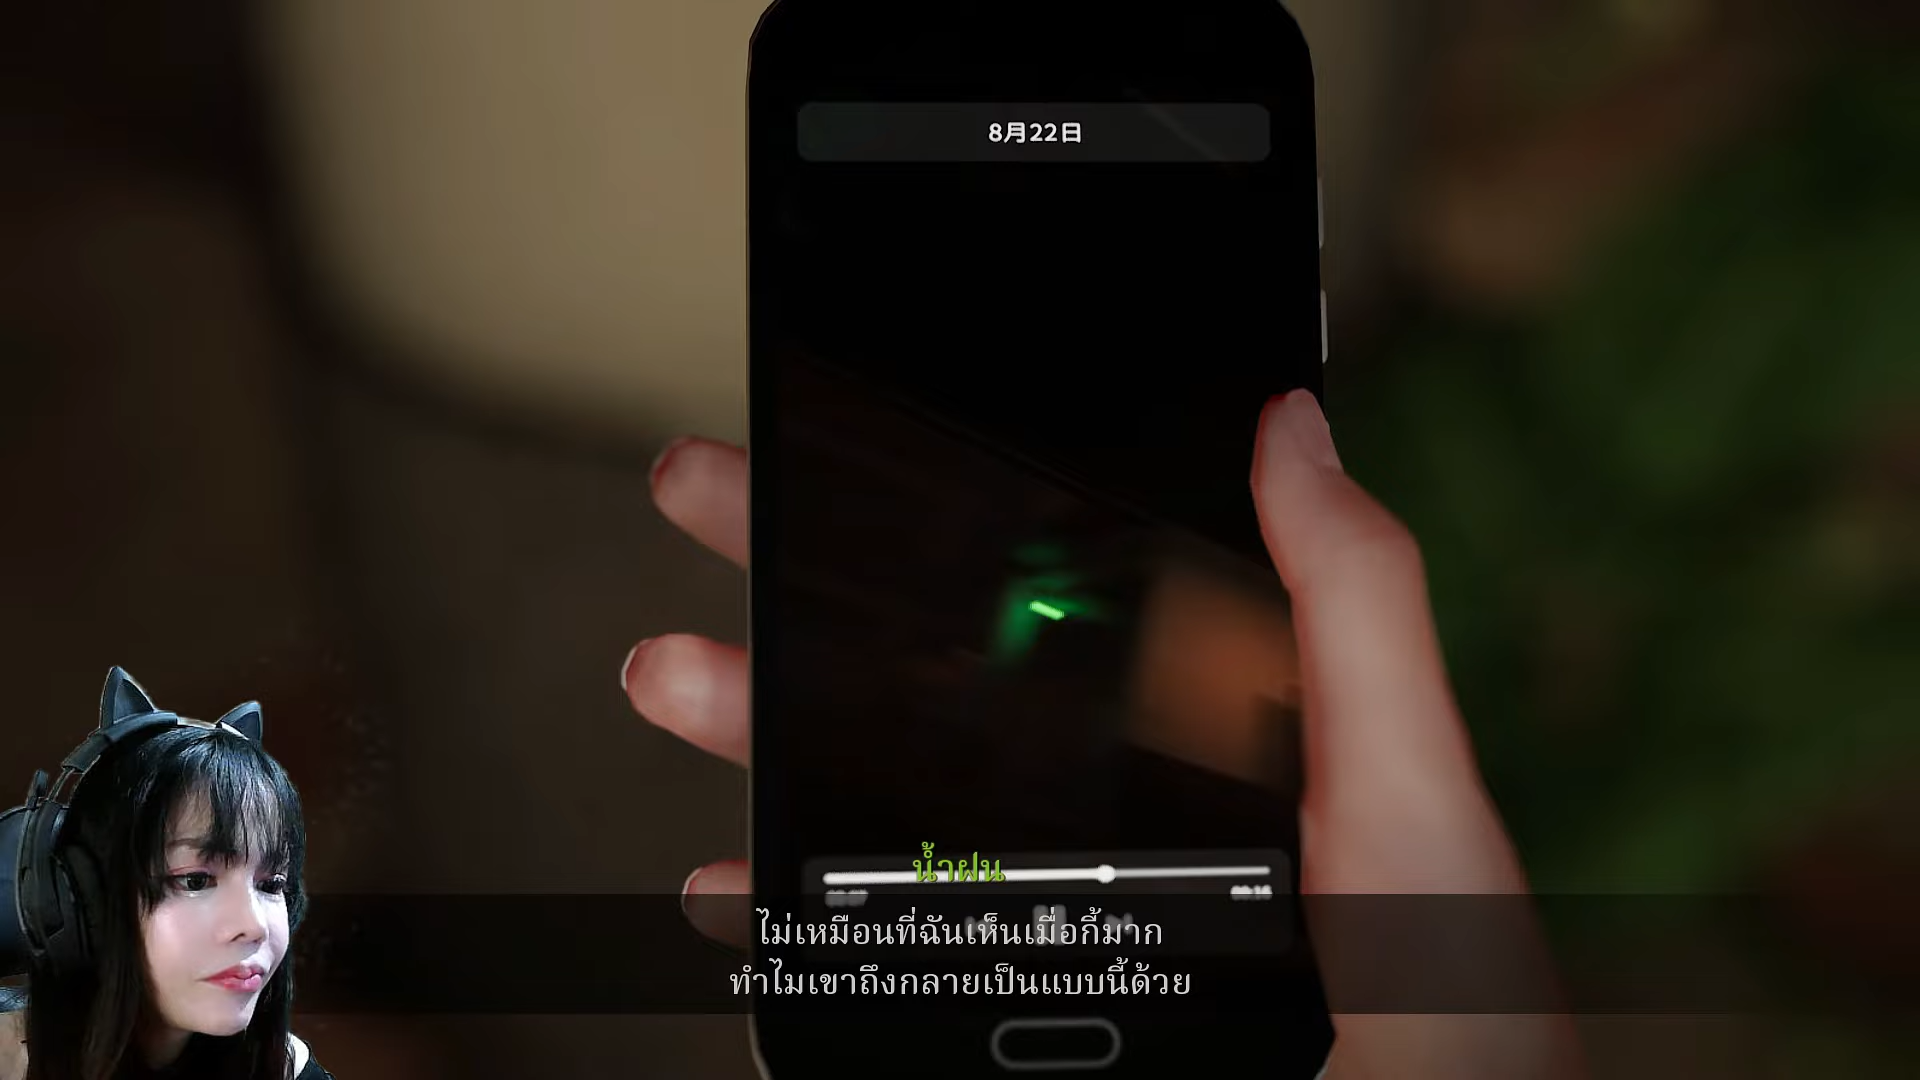 8月22日
น้ำฝน
00:16
ไม่เหมือนที่ฉันเห็นเมื่อกี้มาก
ทำไมเขาถึงกลายเป็นแบบนี้ด้วย